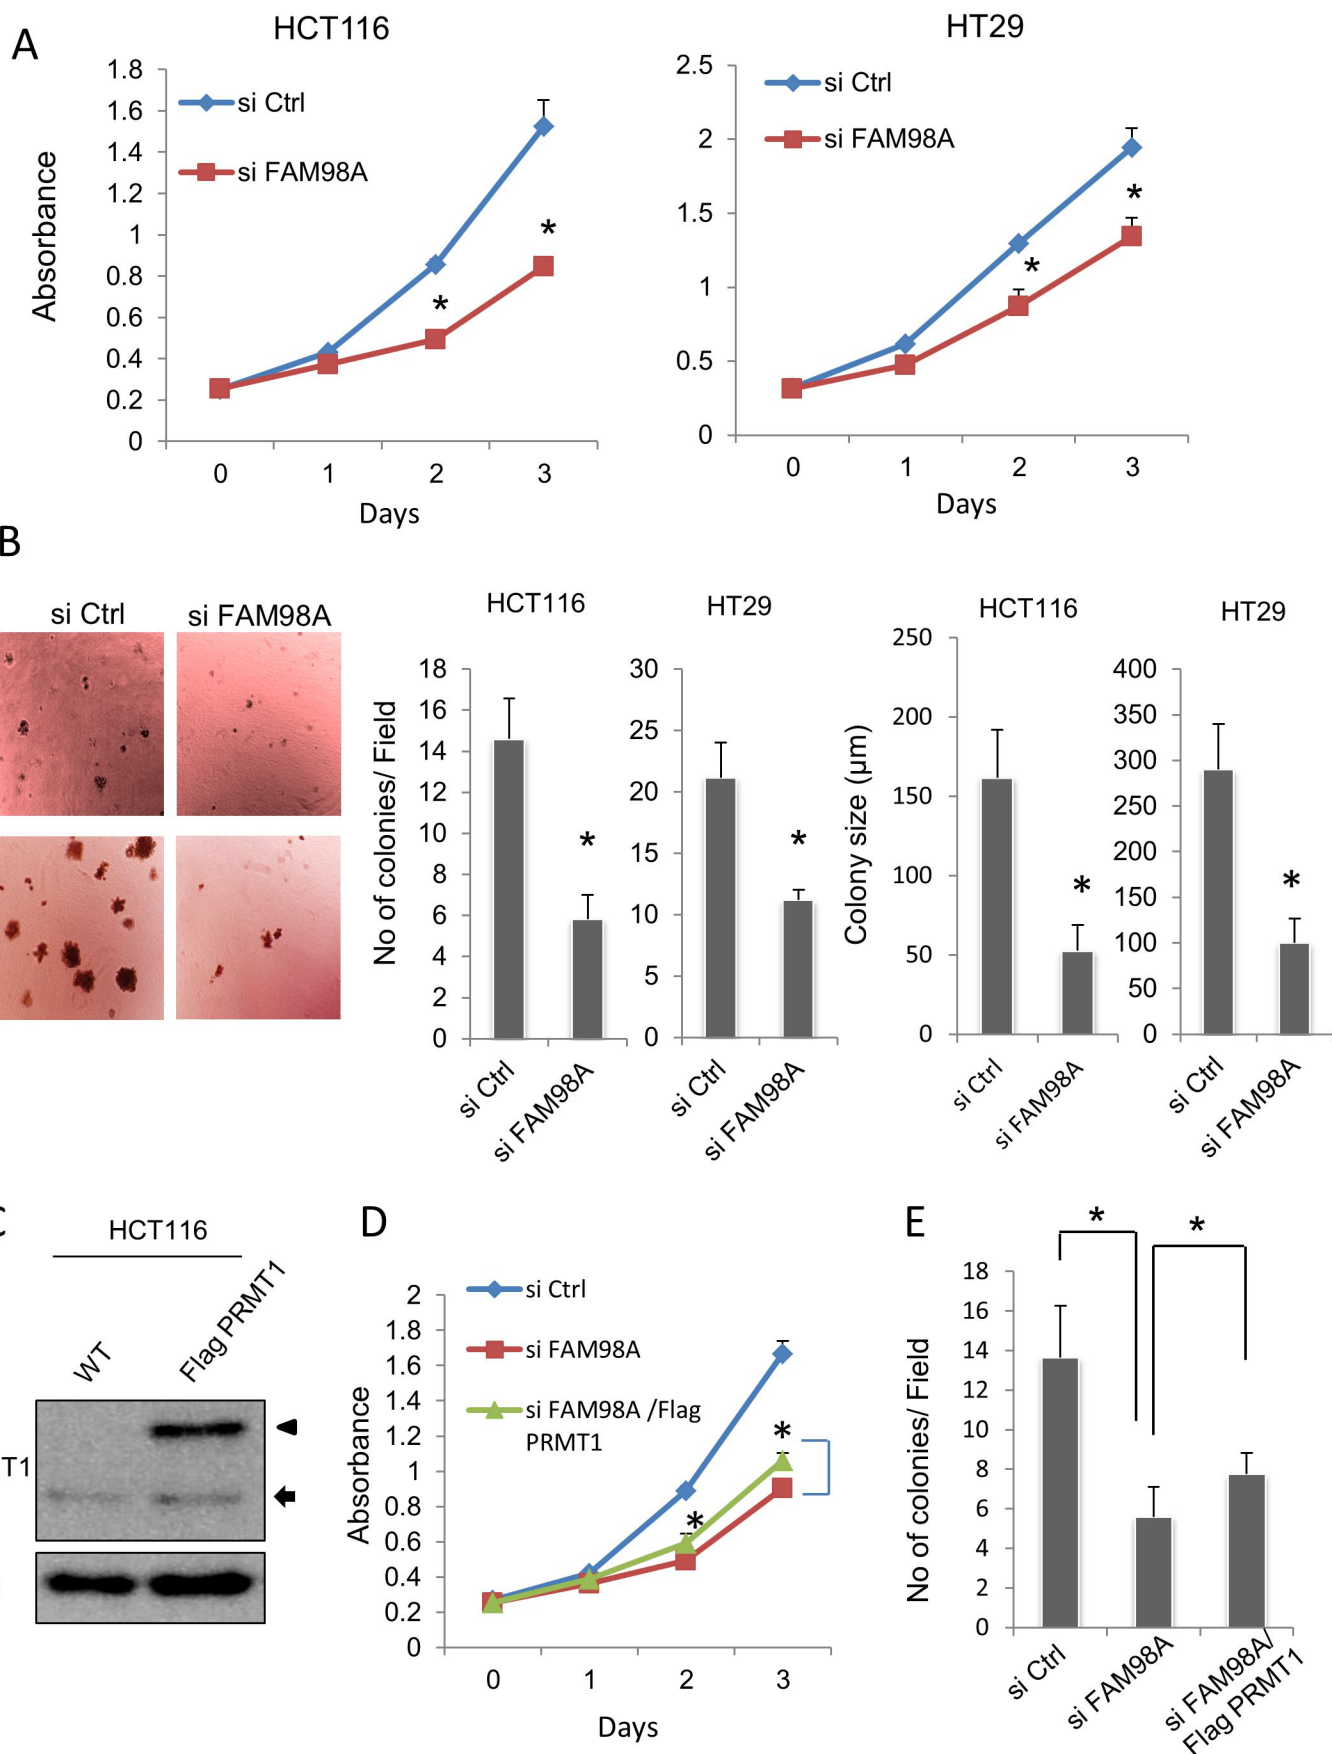 A
HCT116
1.8
1.6
1.4
1.2
1
0.8
0.6
0.4
0.2
0
Absorbance
si Ctrl
si FAM98A
*
*
0 1 2 3
Days
HT29
2.5
2
1.5
1
0.5
0
si Ctrl
si FAM98A
*
*
0 1 2 3
Days
B
si Ctrl
si FAM98A
HCT116
No of colonies/ Field
18
16
14
12
10
8
6
4
2
0
*
si Ctrl
si FAM98A
HT29
30
25
20
15
10
5
0
*
si Ctrl
si FAM98A
HCT116
Colony size (µm)
250
200
150
100
50
0
*
si Ctrl
si FAM98A
HT29
400
350
300
250
200
150
100
50
0
*
si Ctrl
si FAM98A
HCT116
WT
Flag PRMT1
T1
D
Absorbance
2
1.8
1.6
1.4
1.2
1
0.8
0.6
0.4
0.2
0
si Ctrl
si FAM98A
si FAM98A /Flag
PRMT1
*
*
0 1 2 3
Days
E
No of colonies/ Field
18
16
14
12
10
8
6
4
2
0
*
*
si Ctrl
si FAM98A
si FAM98A/
Flag PRMT1